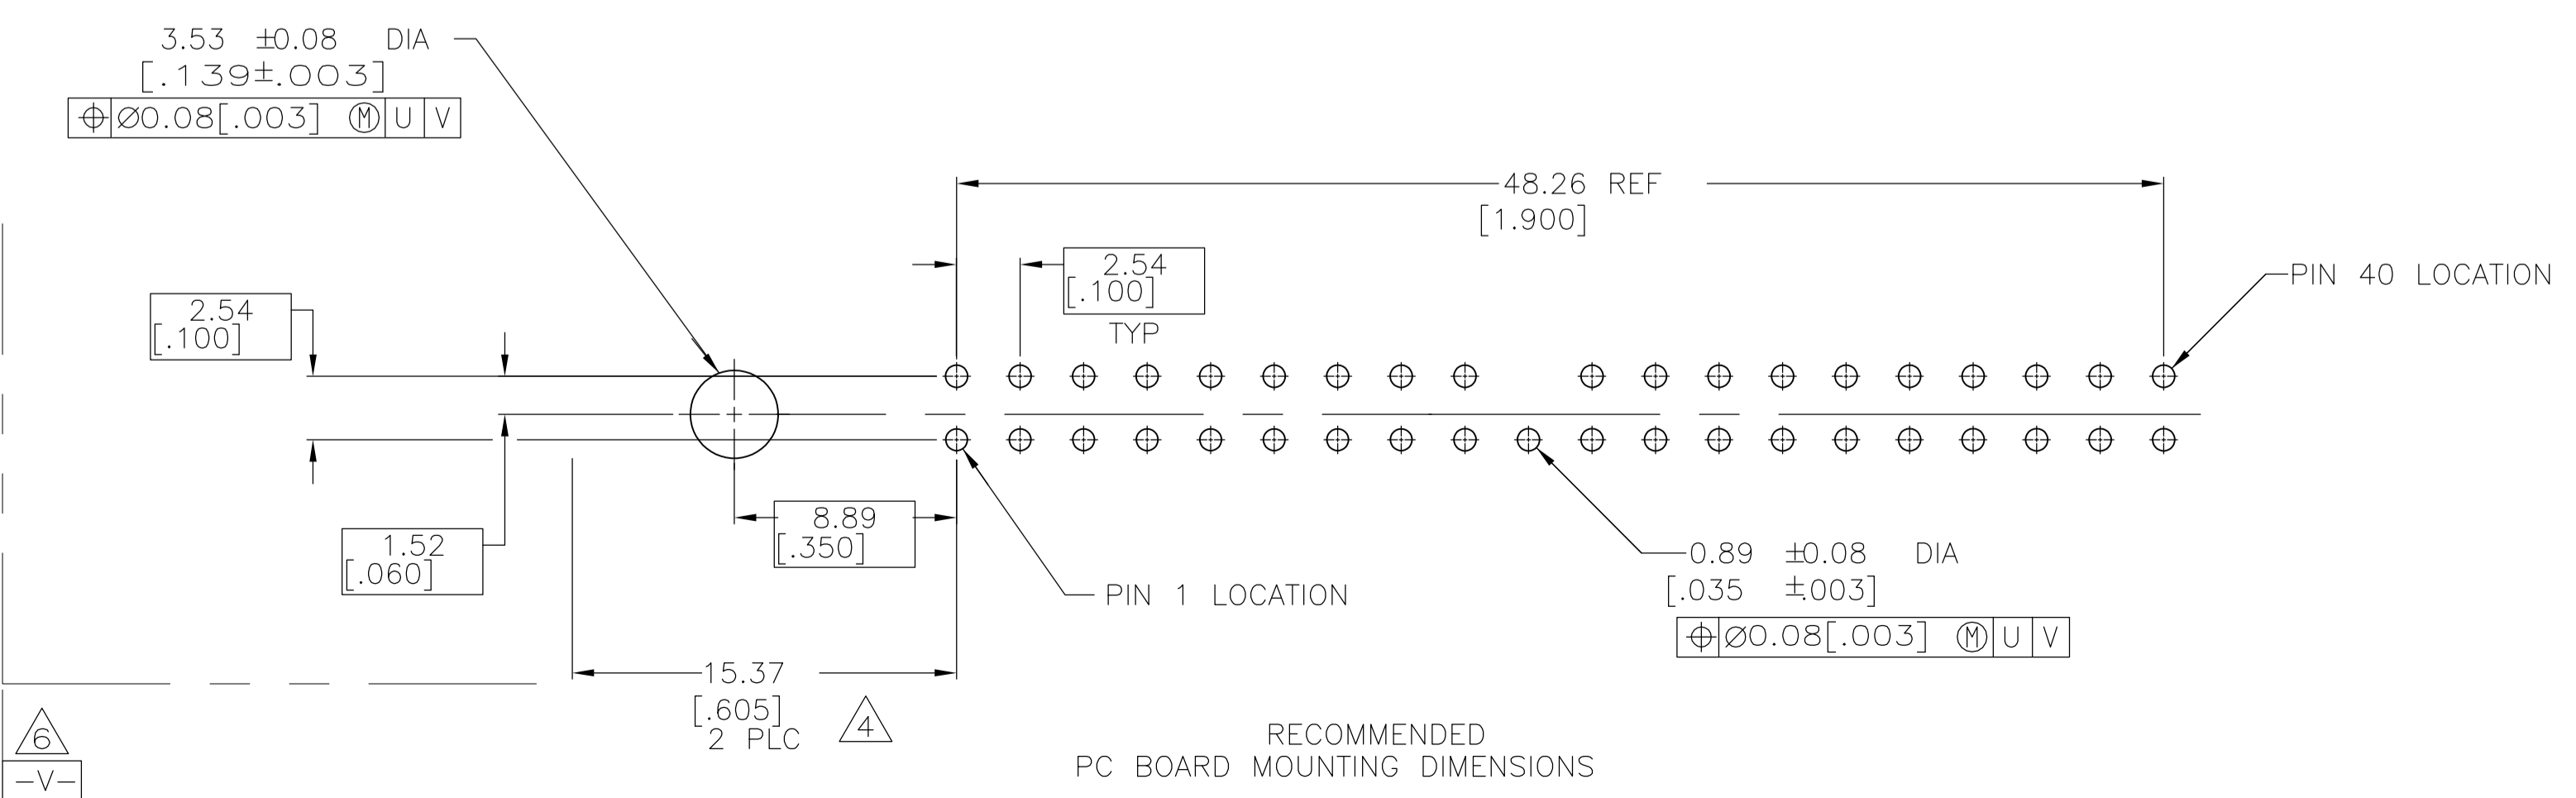 3.53 ±0.08 DIA
[.139±.003]
⌖ ⌀0.08[.003] Ⓜ U V
48.26 REF
[1.900]
2.54
[.100]
TYP
PIN 40 LOCATION
2.54
[.100]
8.89
[.350]
1.52
[.060]
0.89 ±0.08 DIA
[.035 ±.003]
⌖ ⌀0.08[.003] Ⓜ U V
PIN 1 LOCATION
15.37
[.605]
2 PLC
4
6
-V-
RECOMMENDED
PC BOARD MOUNTING DIMENSIONS